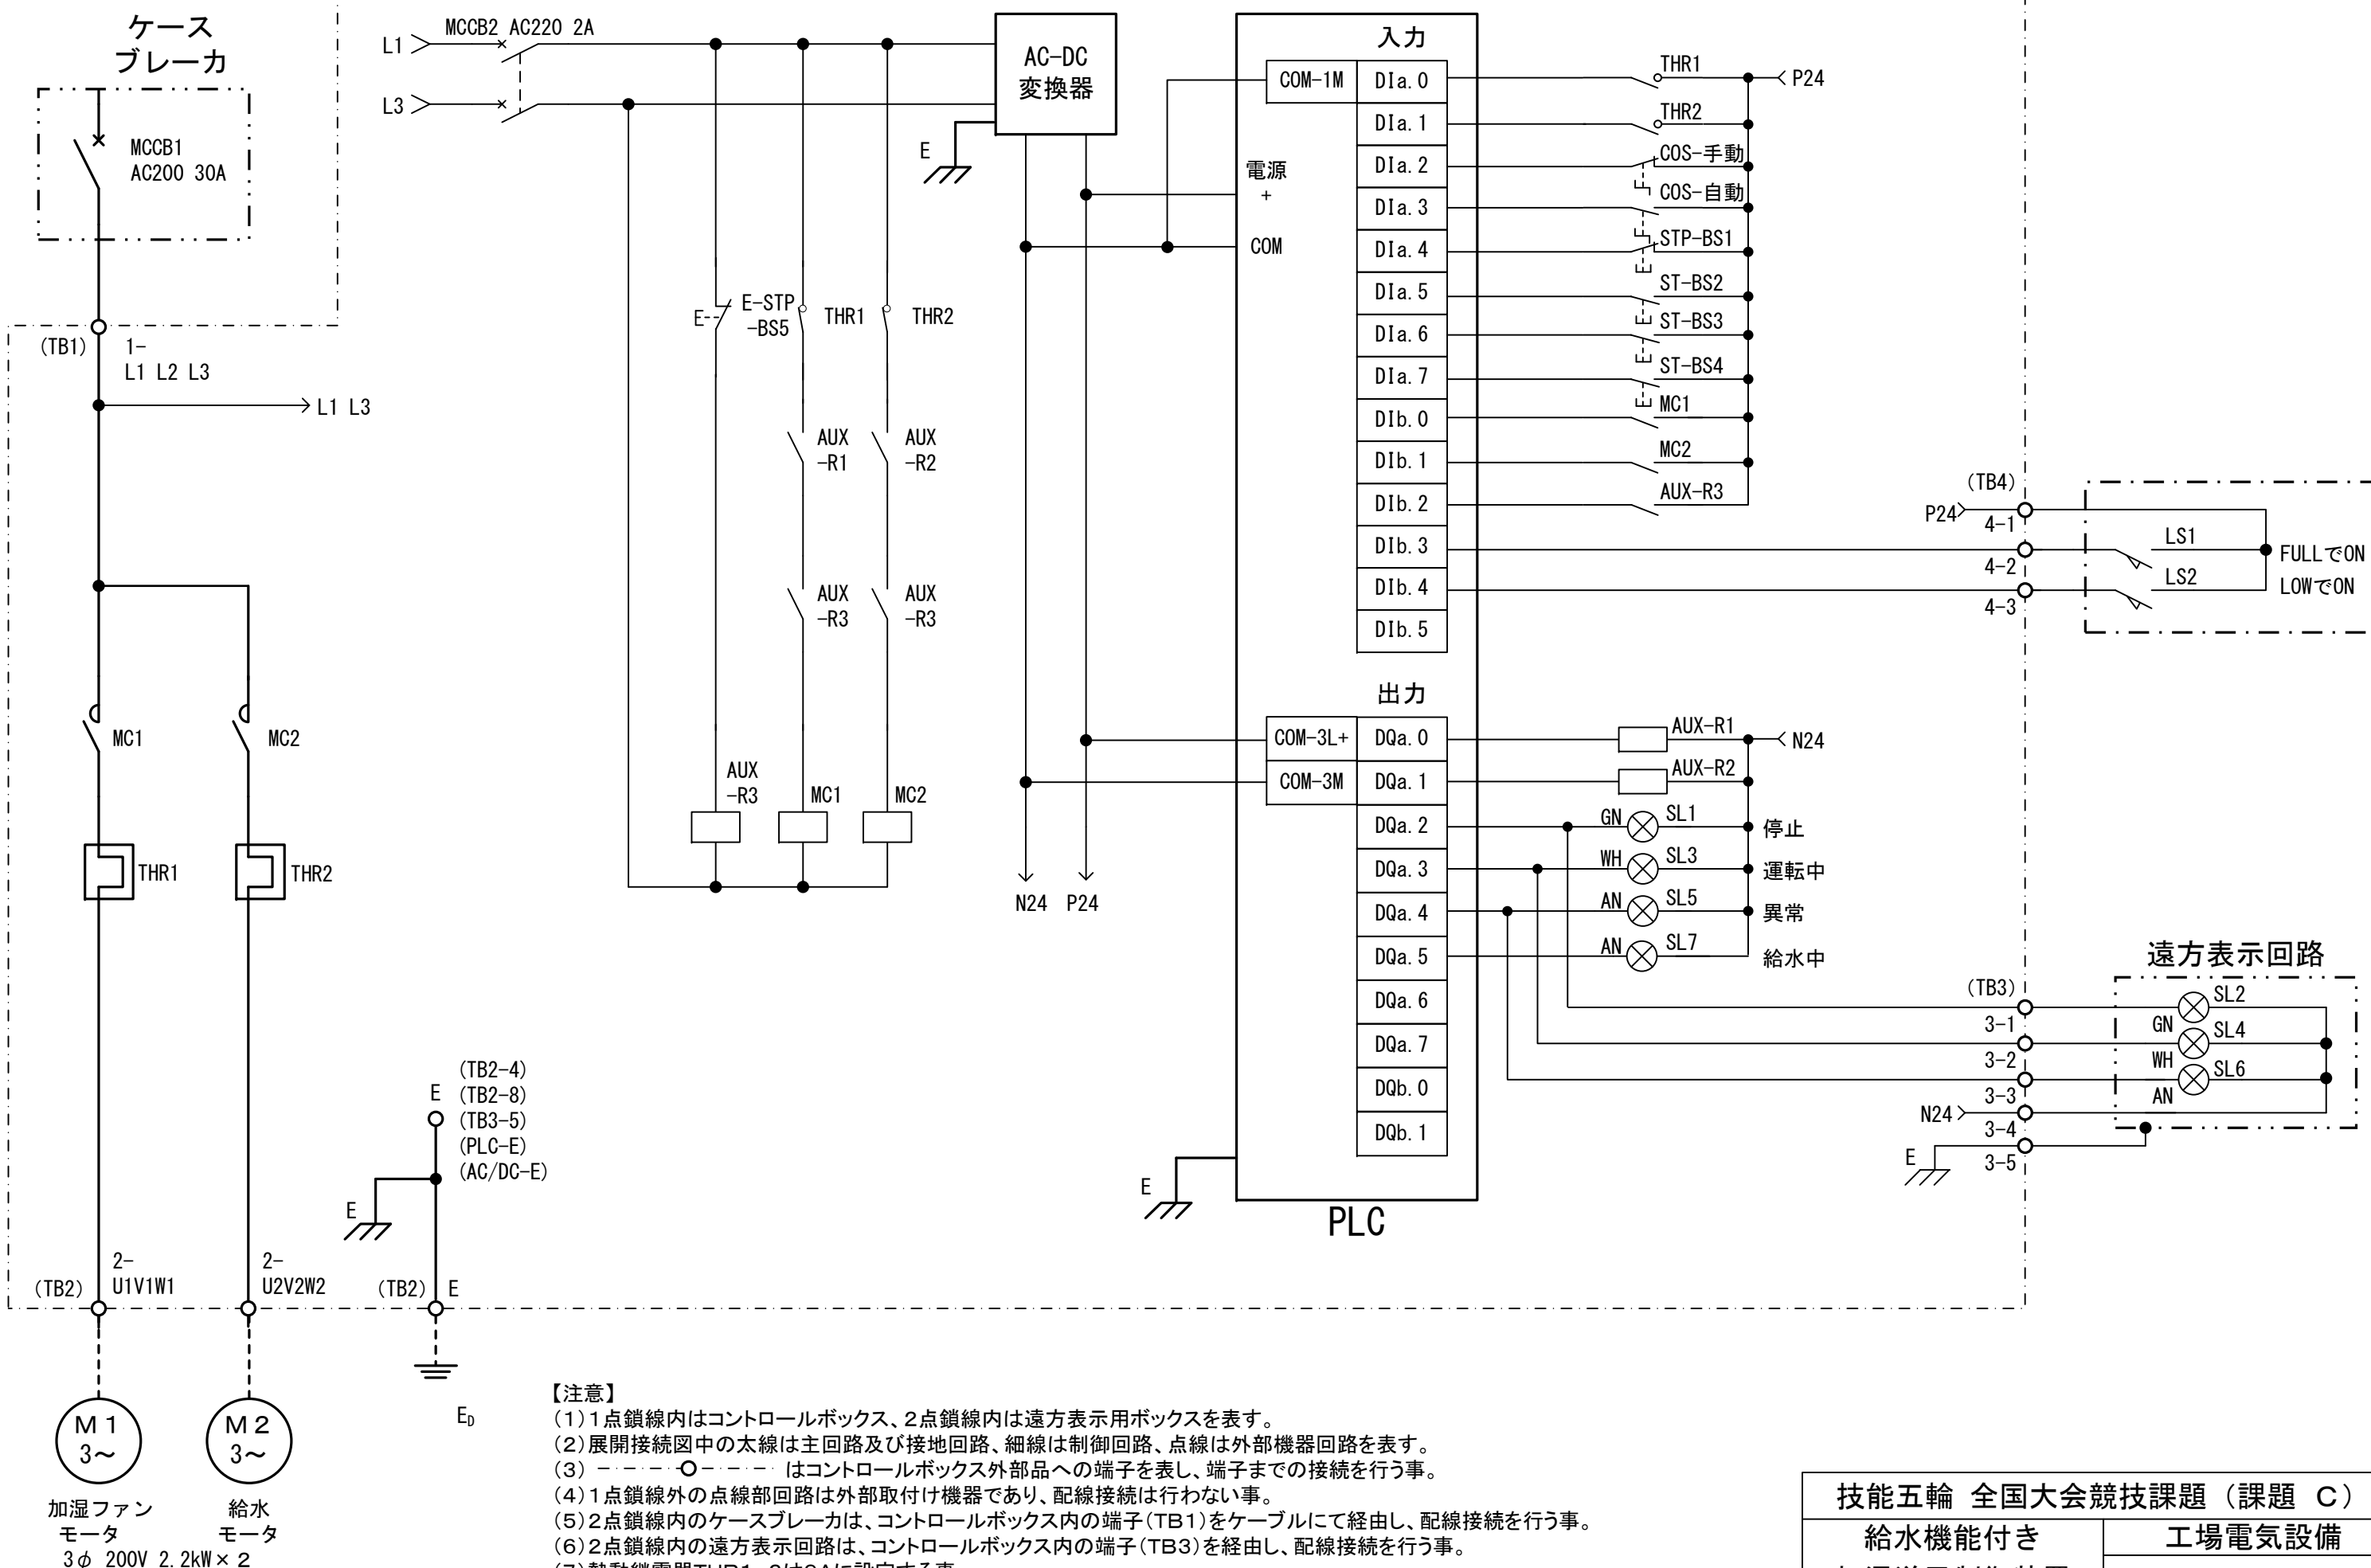 ケース
ブレーカ
MCCB1
AC200 30A
(TB1)
1-
L1 L2 L3
L1 L3
MC1
MC2
THR1
THR2
(TB2)
2-
U1V1W1
2-
U2V2W2
(TB2)
E
E
E
(TB2-4)
(TB2-8)
(TB3-5)
(PLC-E)
(AC/DC-E)
M1
3~
M2
3~
E_D
加湿ファン
モータ
給水
モータ
3φ 200V 2.2kW×2
L1
MCCB2 AC220 2A
L3
AC-DC
変換器
E
E-STP
-BS5
THR1
THR2
AUX
-R1
AUX
-R2
AUX
-R3
AUX
-R3
AUX
-R3
MC1
MC2
N24
P24
入力
COM-1M
電源
+
COM
DIa.0
DIa.1
DIa.2
DIa.3
DIa.4
DIa.5
DIa.6
DIa.7
DIb.0
DIb.1
DIb.2
DIb.3
DIb.4
DIb.5
THR1
P24
THR2
COS-手動
COS-自動
STP-BS1
ST-BS2
ST-BS3
ST-BS4
MC1
MC2
AUX-R3
(TB4)
P24
4-1
4-2
4-3
LS1
FULLでON
LS2
LOWでON
出力
COM-3L+
COM-3M
DQa.0
DQa.1
DQa.2
DQa.3
DQa.4
DQa.5
DQa.6
DQa.7
DQb.0
DQb.1
AUX-R1
N24
AUX-R2
GN SL1 停止
WH SL3 運転中
AN SL5 異常
AN SL7 給水中
E
PLC
遠方表示回路
(TB3)
3-1
3-2
3-3
N24
3-4
E
3-5
SL2
GN
SL4
WH
SL6
AN
【注意】
(1)1点鎖線内はコントロールボックス、2点鎖線内は遠方表示用ボックスを表す。
(2)展開接続図中の太線は主回路及び接地回路、細線は制御回路、点線は外部機器回路を表す。
(3) はコントロールボックス外部品への端子を表し、端子までの接続を行う事。
(4)1点鎖線外の点線部回路は外部取付け機器であり、配線接続は行わない事。
(5)2点鎖線内のケースブレーカは、コントロールボックス内の端子(TB1)をケーブルにて経由し、配線接続を行う事。
(6)2点鎖線内の遠方表示回路は、コントロールボックス内の端子(TB3)を経由し、配線接続を行う事。
技能五輪 全国大会競技課題 (課題 C)
給水機能付き
工場電気設備